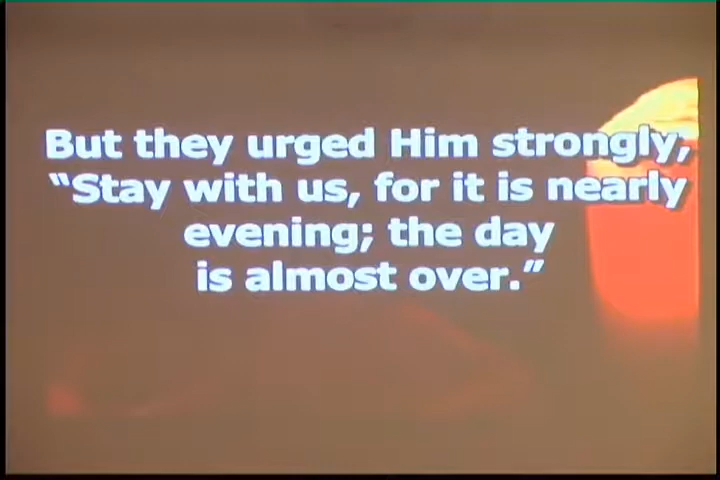 But they urged Him strongly,
“Stay with us, for it is nearly
evening; the day
is almost over.”